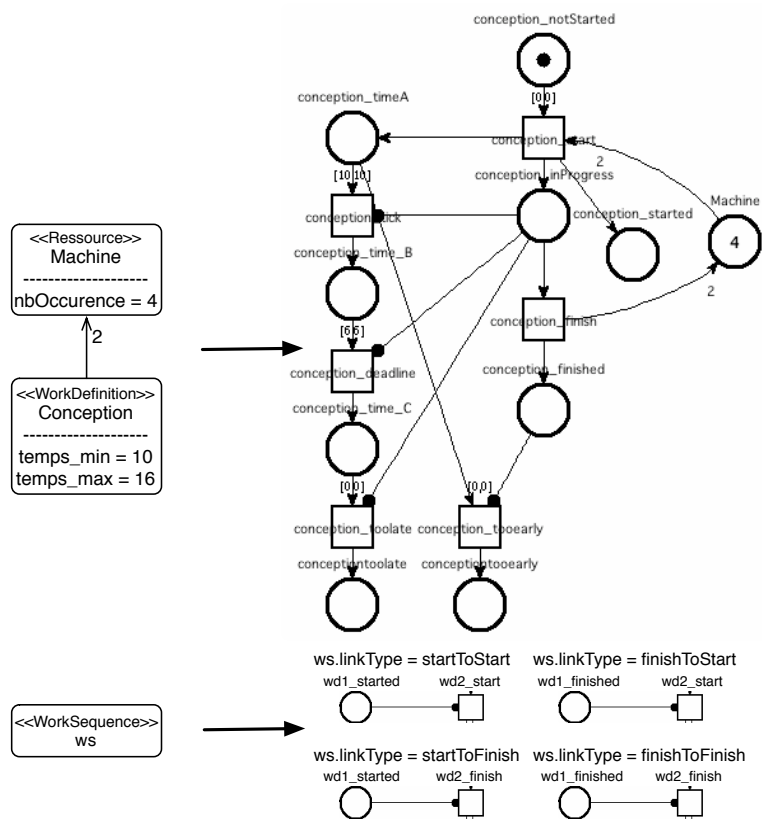 conception_notStarted
[0,0]
conception_timeA
conception_start
2
[10,10]
conception_inProgress
Machine
conception_tick
conception_started
4
<<Ressource>>
Machine
---------------------
nbOccurence = 4
conception_time_B
2
2
[6,6]
conception_finish
conception_deadline
conception_finished
<<WorkDefinition>>
Conception
---------------------
temps_min = 10
temps_max = 16
conception_time_C
[0,0]
[0,0]
conception_toolate
conception_tooearly
conceptiontoolate
conceptiontooearly
ws.linkType = startToStart
ws.linkType = finishToStart
wd1_started
wd2_start
wd1_finished
wd2_start
<<WorkSequence>>
ws
ws.linkType = startToFinish
ws.linkType = finishToFinish
wd1_started
wd2_finish
wd1_finished
wd2_finish